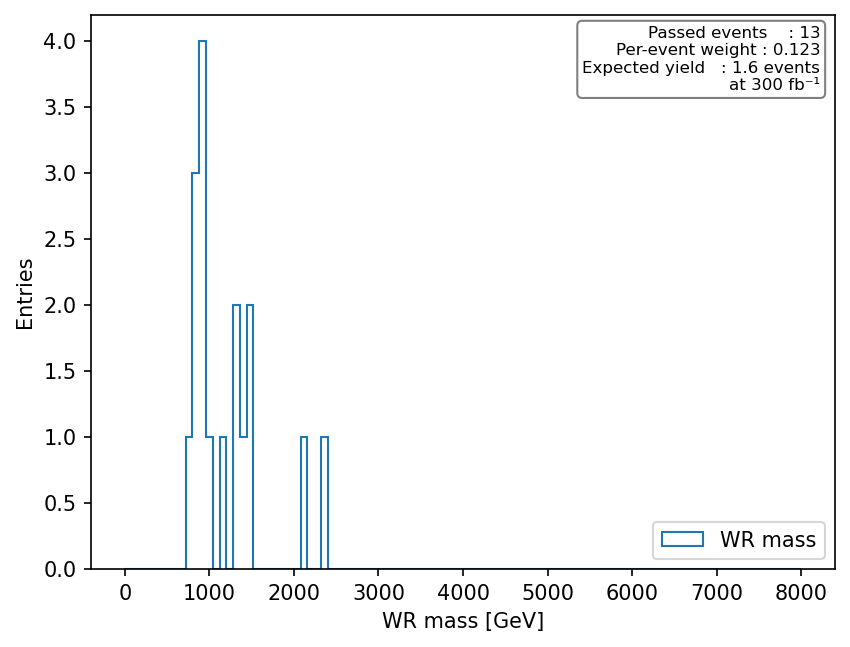 Passed events    : 13
Per-event weight : 0.123
Expected yield   : 1.6 events
at 300 fb⁻¹
4.0
3.5
3.0
2.5
2.0
1.5
1.0
0.5
0.0
Entries
WR mass
0 1000 2000 3000 4000 5000 6000 7000 8000
WR mass [GeV]